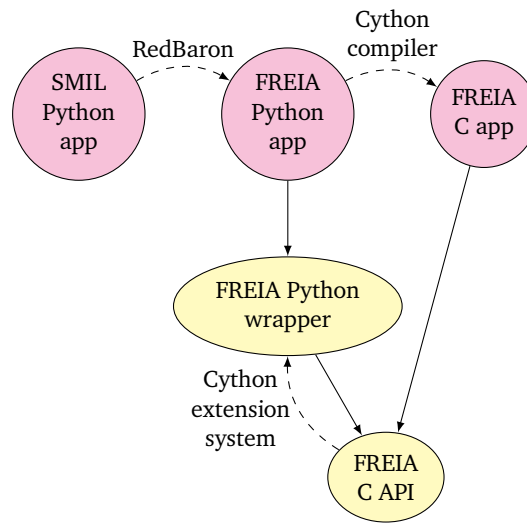 SMIL
Python
app
RedBaron
FREIA
Python
app
Cython
compiler
FREIA
C app
FREIA Python
wrapper
Cython
extension
system
FREIA
C API